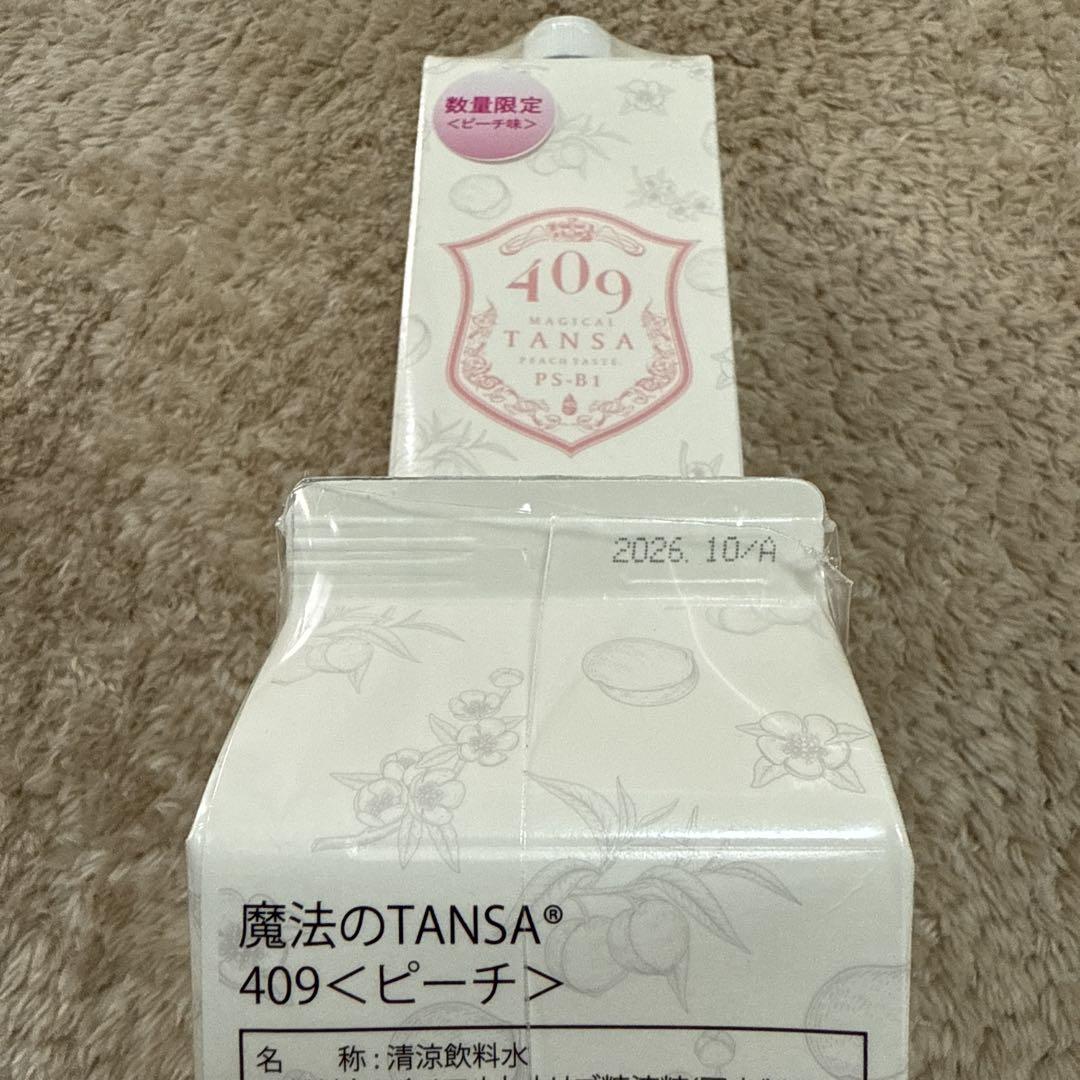 数量限定
<ピーチ味>
409
MAGICAL
TANSA
PEACH TASTE
PS-B1
2026. 10/A
魔法のTANSA®
409<ピーチ>
名 称:清涼飲料水